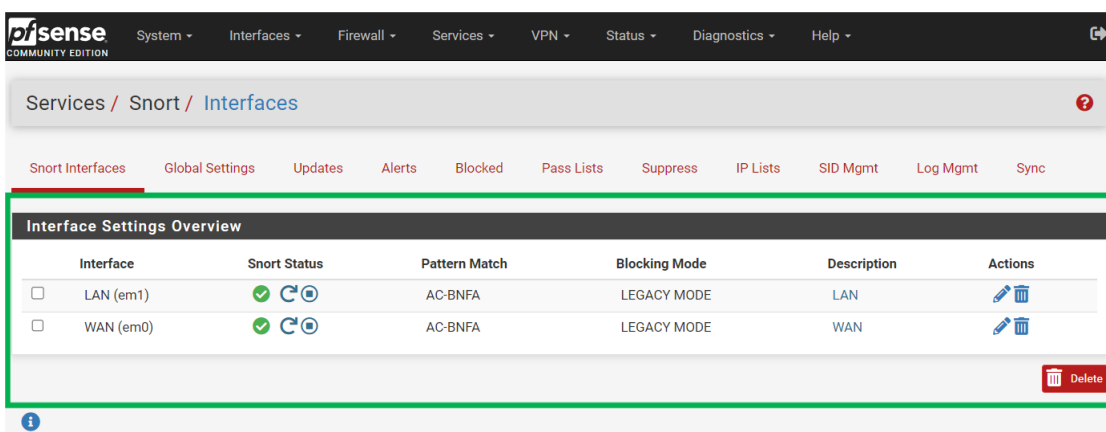 pfsense System Interfaces Firewall Services VPN Status Diagnostics Help
COMMUNITY EDITION
Services / Snort / Interfaces
Snort Interfaces Global Settings Updates Alerts Blocked Pass Lists Suppress IP Lists SID Mgmt Log Mgmt Sync
Interface Settings Overview
Interface Snort Status Pattern Match Blocking Mode Description Actions
LAN (em1) AC-BNFA LEGACY MODE LAN
WAN (em0) AC-BNFA LEGACY MODE WAN
Delete